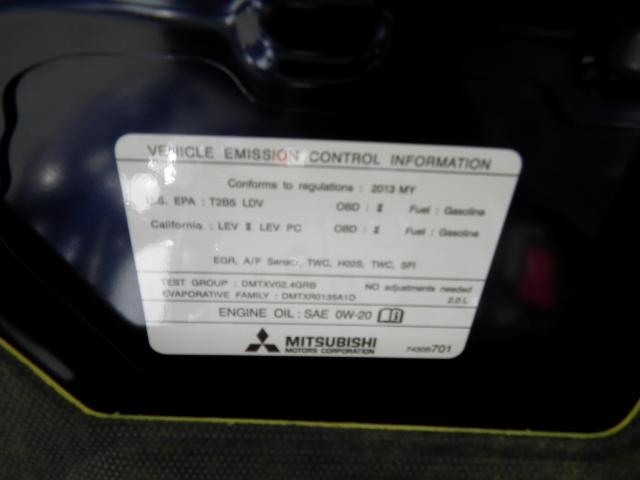 VEHICLE EMISSION CONTROL INFORMATION
Conforms to regulations : 2013 MY
U.S. EPA : T2B5 LDV OBD : II Fuel : Gasoline
California : LEV II LEV PC OBD : II Fuel : Gasoline
EGR, A/F Sensor, TWC, HO2S, TWC, SFI
TEST GROUP : DMTXV02.4GRB NO adjustments needed
EVAPORATIVE FAMILY : DMTXR0135A1D 2.0 L
ENGINE OIL : SAE 0W-20
MITSUBISHI
MOTORS CORPORATION 7430B701